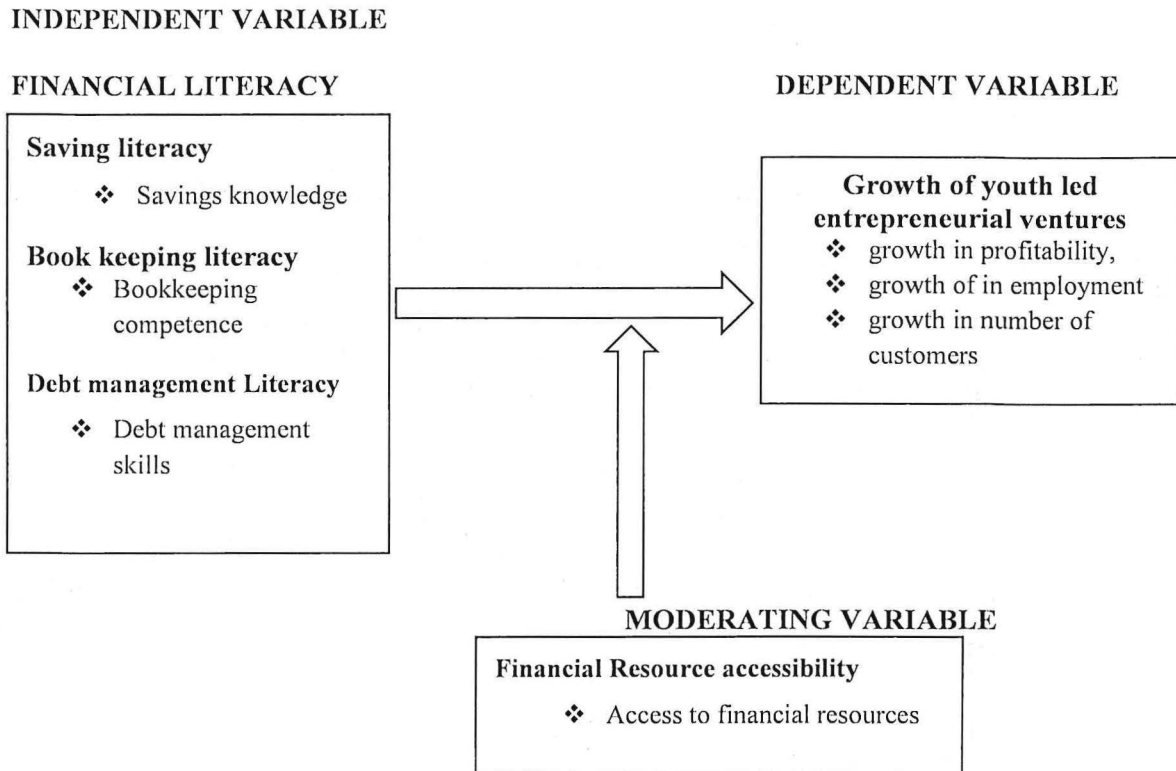 INDEPENDENT VARIABLE
FINANCIAL LITERACY
Saving literacy
❖ Savings knowledge
Book keeping literacy
❖ Bookkeeping
competence
Debt management Literacy
❖ Debt management
skills
DEPENDENT VARIABLE
Growth of youth led
entrepreneurial ventures
❖ growth in profitability,
❖ growth of in employment
❖ growth in number of
customers
MODERATING VARIABLE
Financial Resource accessibility
❖ Access to financial resources